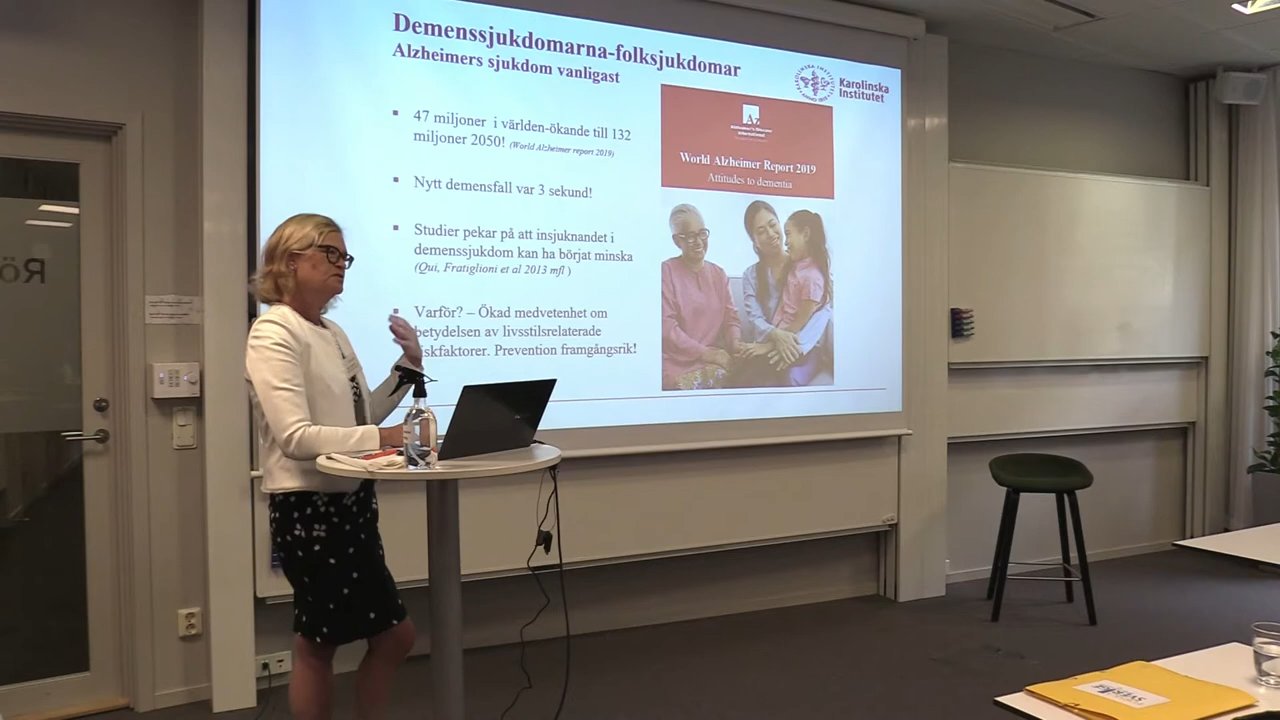 Demenssjukdomarna-folksjukdomar
Alzheimers sjukdom vanligast
Karolinska
Institutet
▪ 47 miljoner i världen-ökande till 132
miljoner 2050! (World Alzheimer report 2019)
▪ Nytt demensfall var 3 sekund!
▪ Studier pekar på att insjuknandet i
demenssjukdom kan ha börjat minska
(Qui, Fratiglioni et al 2013 mfl )
▪ Varför? – Ökad medvetenhet om
betydelsen av livsstilsrelaterade
iskfaktorer. Prevention framgångsrik!
World Alzheimer Report 2019
Attitudes to dementia
Rö